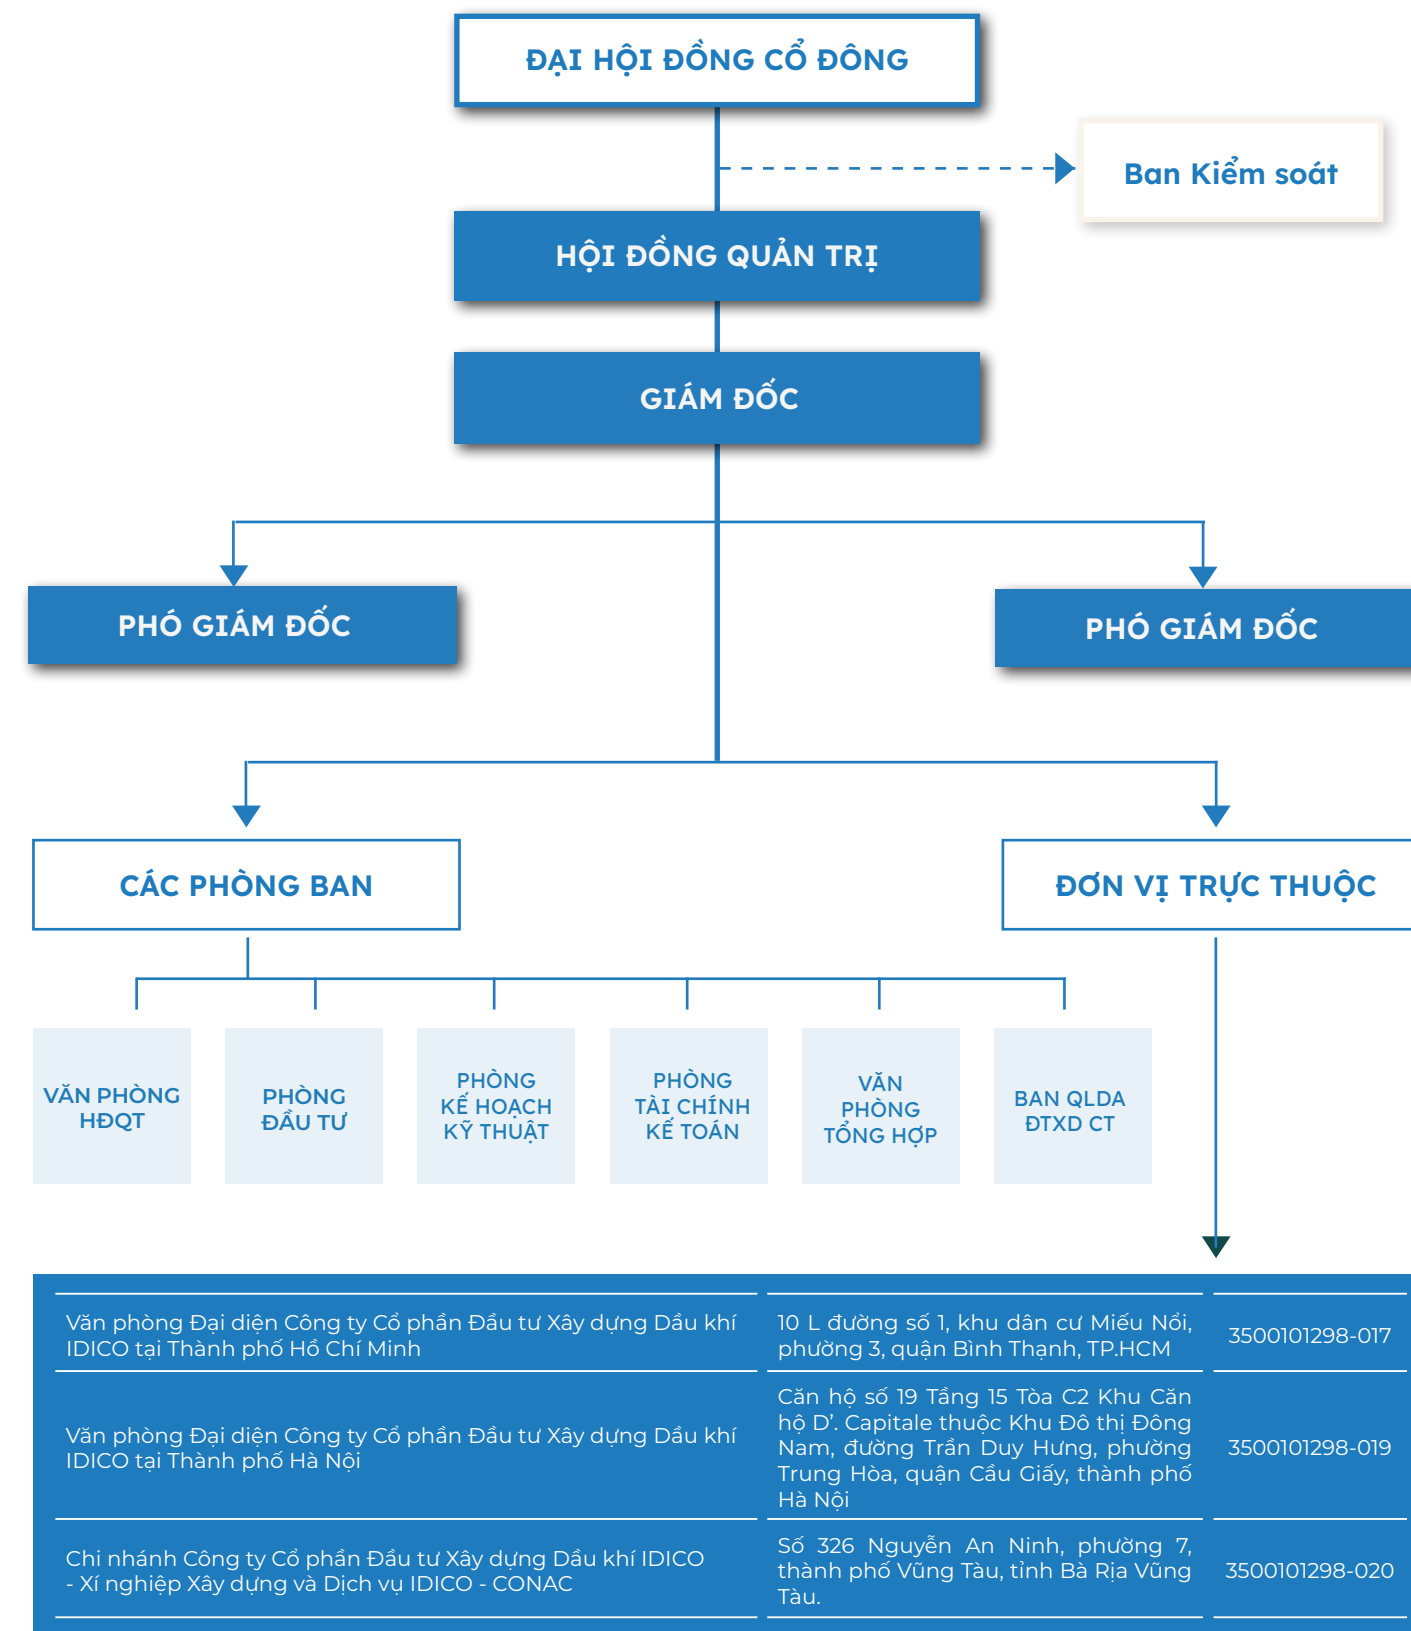 ĐẠI HỘI ĐỒNG CỔ ĐÔNG
Ban Kiểm soát
HỘI ĐỒNG QUẢN TRỊ
GIÁM ĐỐC
PHÓ GIÁM ĐỐC
PHÓ GIÁM ĐỐC
CÁC PHÒNG BAN
ĐƠN VỊ TRỰC THUỘC
VĂN PHÒNG
HĐQT
PHÒNG
ĐẦU TƯ
PHÒNG
KẾ HOẠCH
KỸ THUẬT
PHÒNG
TÀI CHÍNH
KẾ TOÁN
VĂN
PHÒNG
TỔNG HỢP
BAN QLDA
ĐTXD CT
Văn phòng Đại diện Công ty Cổ phần Đầu tư Xây dựng Dầu khí
IDICO tại Thành phố Hồ Chí Minh
10 L đường số 1, khu dân cư Miếu Nổi,
phường 3, quận Bình Thạnh, TP.HCM
3500101298-017
Văn phòng Đại diện Công ty Cổ phần Đầu tư Xây dựng Dầu khí
IDICO tại Thành phố Hà Nội
Căn hộ số 19 Tầng 15 Tòa C2 Khu Căn
hộ D’. Capitale thuộc Khu Đô thị Đông
Nam, đường Trần Duy Hưng, phường
Trung Hòa, quận Cầu Giấy, thành phố
Hà Nội
3500101298-019
Chi nhánh Công ty Cổ phần Đầu tư Xây dựng Dầu khí IDICO
- Xí nghiệp Xây dựng và Dịch vụ IDICO - CONAC
Số 326 Nguyễn An Ninh, phường 7,
thành phố Vũng Tàu, tỉnh Bà Rịa Vũng
Tàu.
3500101298-020